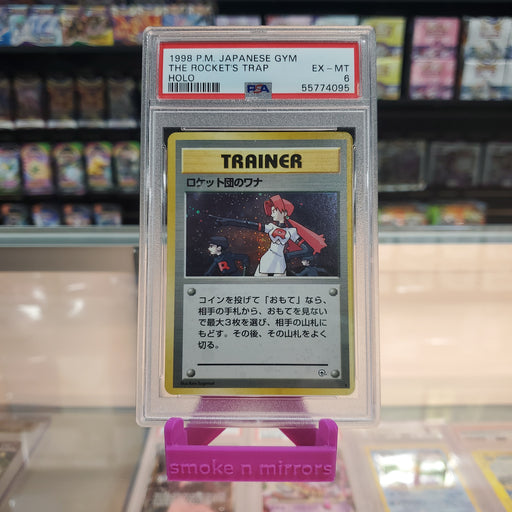 1998 P.M. JAPANESE GYM
THE ROCKET'S TRAP EX - MT
HOLO 6
PSA 55774095
TRAINER
ロケット団のワナ
R
R
コインを投げて「おもて」なら、
相手の手札から、おもてを見ない
で最大3枚を選び、相手の山札に
もどす。その後、その山札をよく
切る。
smoke n mirrors